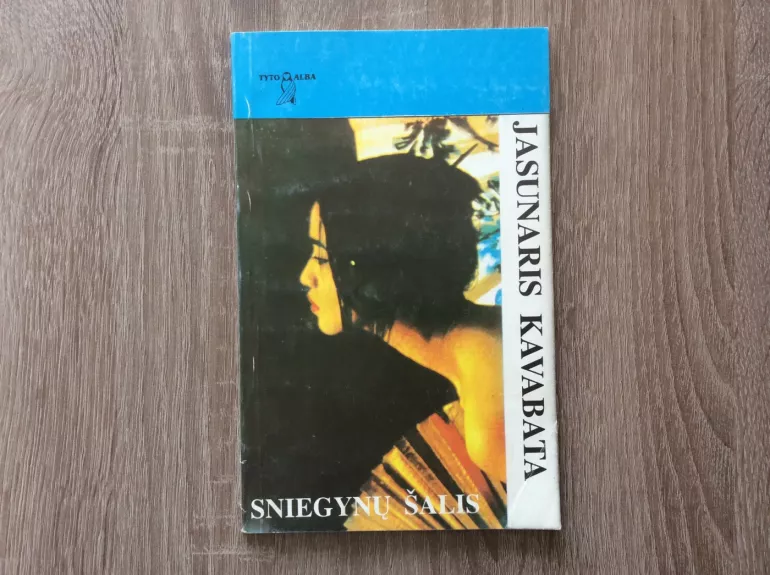 TYTO ALBA
JASUNARIS KAVABATA
SNIEGYNŲ ŠALIS